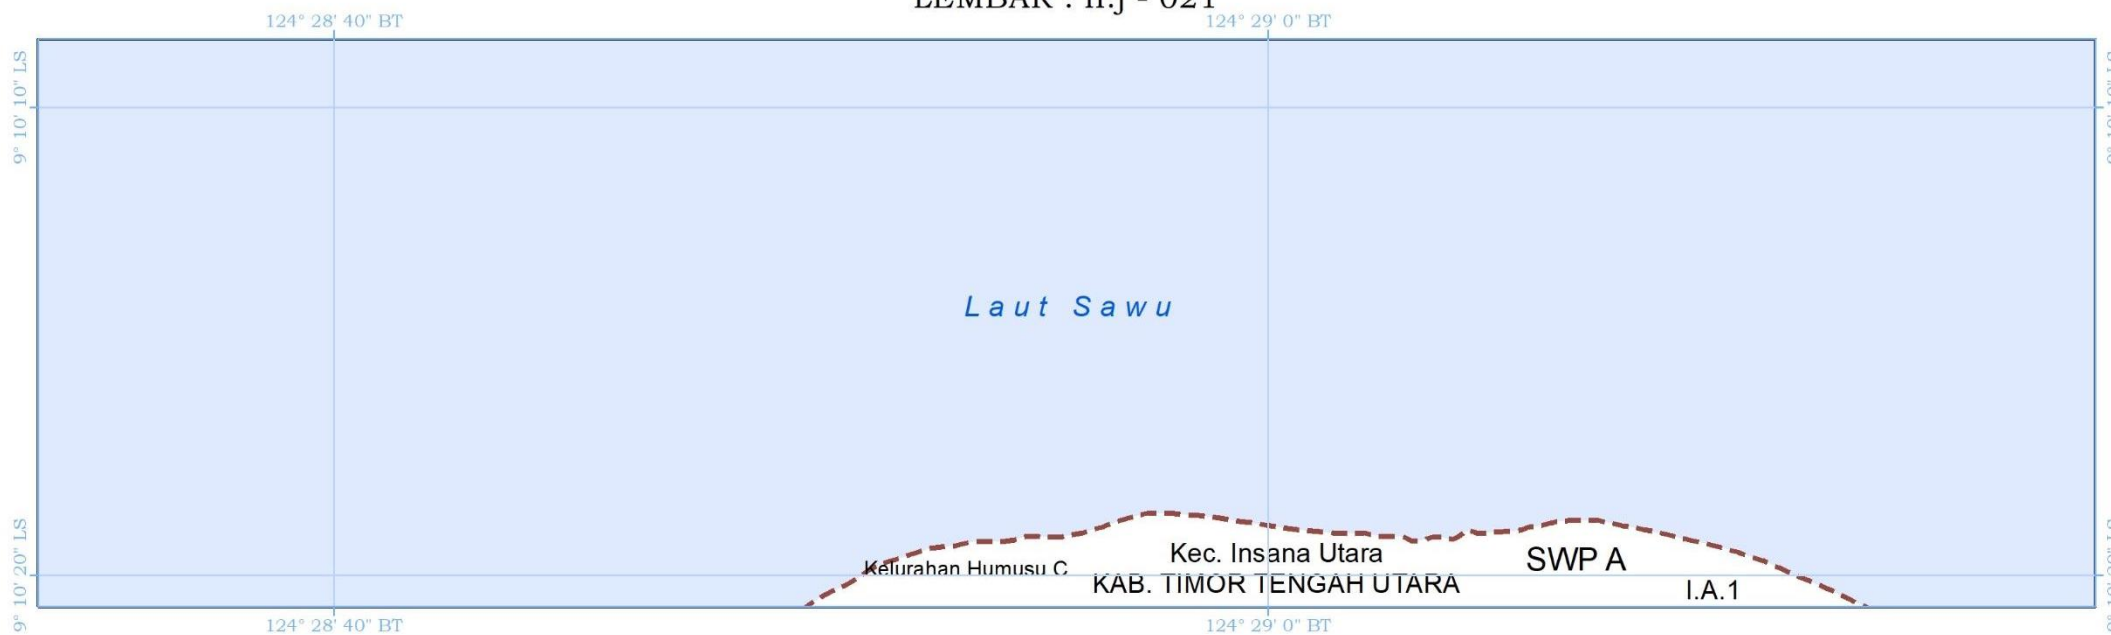 LEMBAR : II.J - 021
124° 28' 40" BT
124° 29' 0" BT
9° 10' 10" LS
Laut Sawu
Kec. Insana Utara
SWP A
Kelurahan Humusu C
KAB. TIMOR TENGAH UTARA
I.A.1
9° 10' 20" LS
124° 28' 40" BT
124° 29' 0" BT